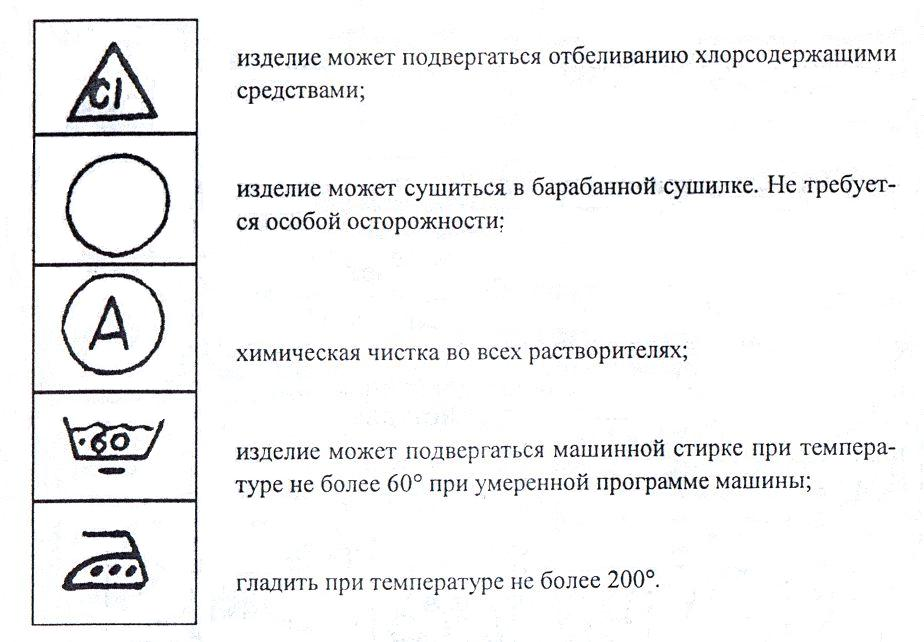 Cl
изделие может подвергаться отбеливанию хлорсодержащими
средствами;
изделие может сушиться в барабанной сушилке. Не требует-
ся особой осторожности;
A
химическая чистка во всех растворителях;
60
изделие может подвергаться машинной стирке при темпера-
туре не более 60° при умеренной программе машины;
гладить при температуре не более 200°.